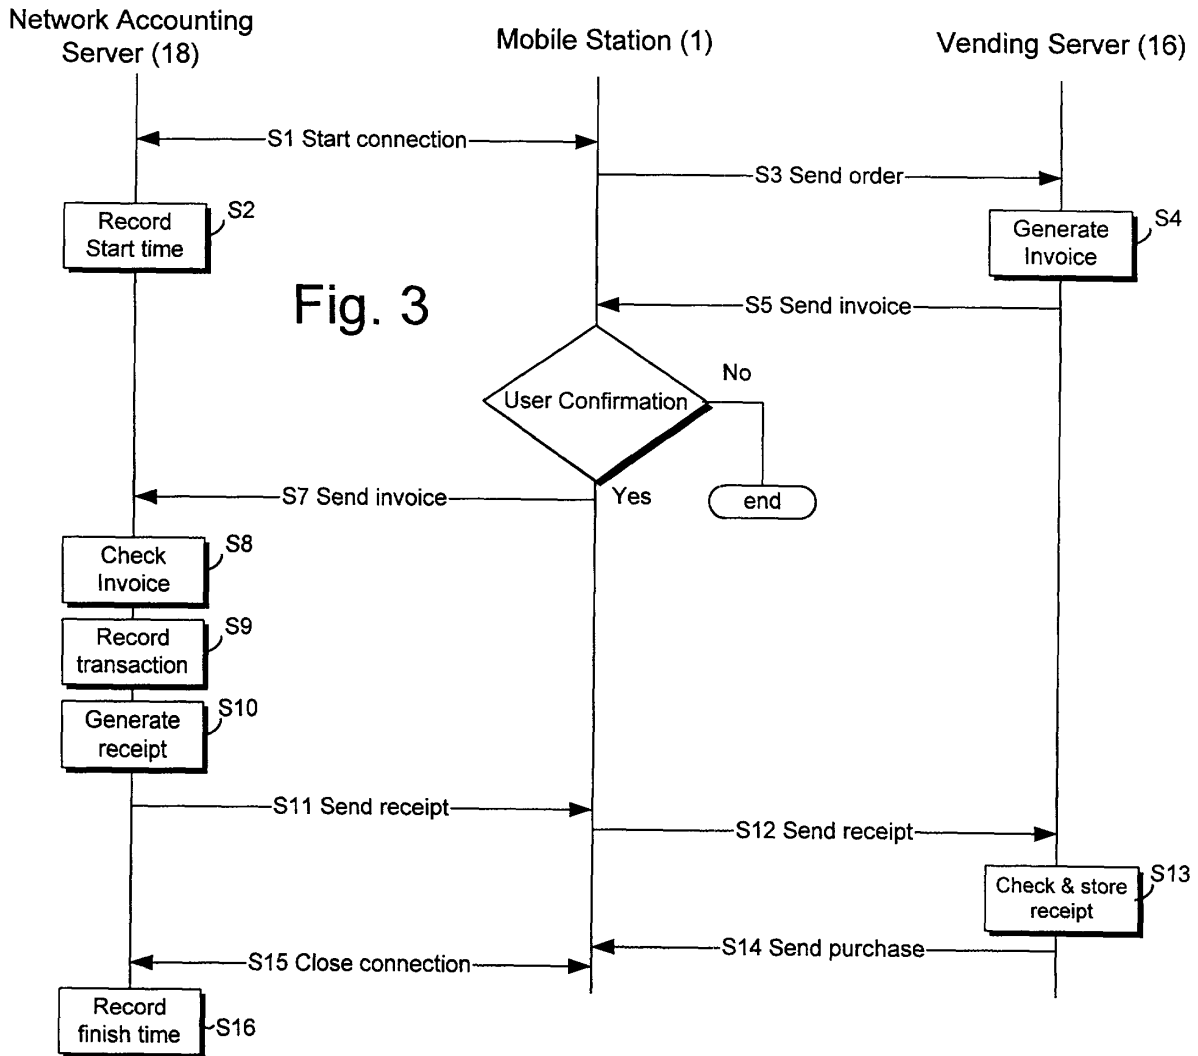 Network Accounting
Server (18)
Mobile Station (1)
Vending Server (16)
S1 Start connection
S3 Send order
Record
Start time
S2
Generate
Invoice
S4
Fig. 3
S5 Send invoice
User Confirmation
No
end
Yes
S7 Send invoice
Check
Invoice
S8
Record
transaction
S9
Generate
receipt
S10
S11 Send receipt
S12 Send receipt
Check & store
receipt
S13
S14 Send purchase
S15 Close connection
Record
finish time
S16